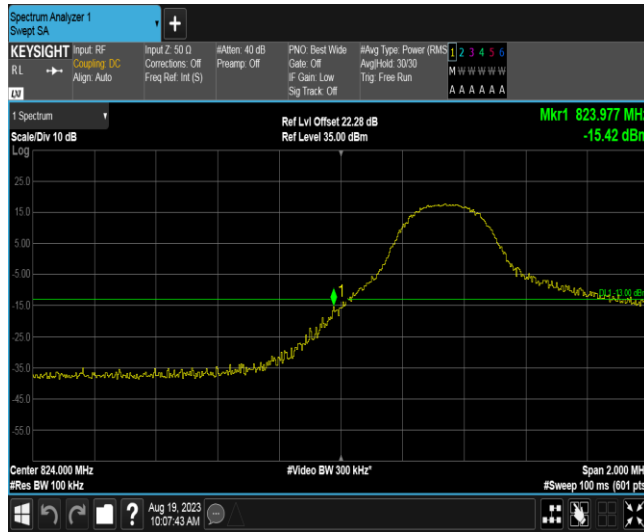 Spectrum Analyzer 1
Swept SA
+
KEYSIGHT
RL
LXI
Input: RF
Coupling: DC
Align: Auto
Input Z: 50 Ω
Corrections: Off
Freq Ref: Int (S)
#Atten: 40 dB
Preamp: Off
PNO: Best Wide
Gate: Off
IF Gain: Low
Sig Track: Off
#Avg Type: Power (RMS
Avg|Hold: 30/30
Trig: Free Run
1 2 3 4 5 6
M W W W W W
A A A A A A
1 Spectrum
Scale/Div 10 dB
Log
Ref Lvl Offset 22.28 dB
Ref Level 35.00 dBm
Mkr1 823.977 MH
-15.42 dBm
25.0
15.0
5.00
-5.00
-15.0
-25.0
-35.0
-45.0
-55.0
1
DL1 -13.00 dBm
Center 824.000 MHz
#Res BW 100 kHz
#Video BW 300 kHz*
Span 2.000 MH
#Sweep 100 ms (601 pts
?
Aug 19, 2023
10:07:43 AM